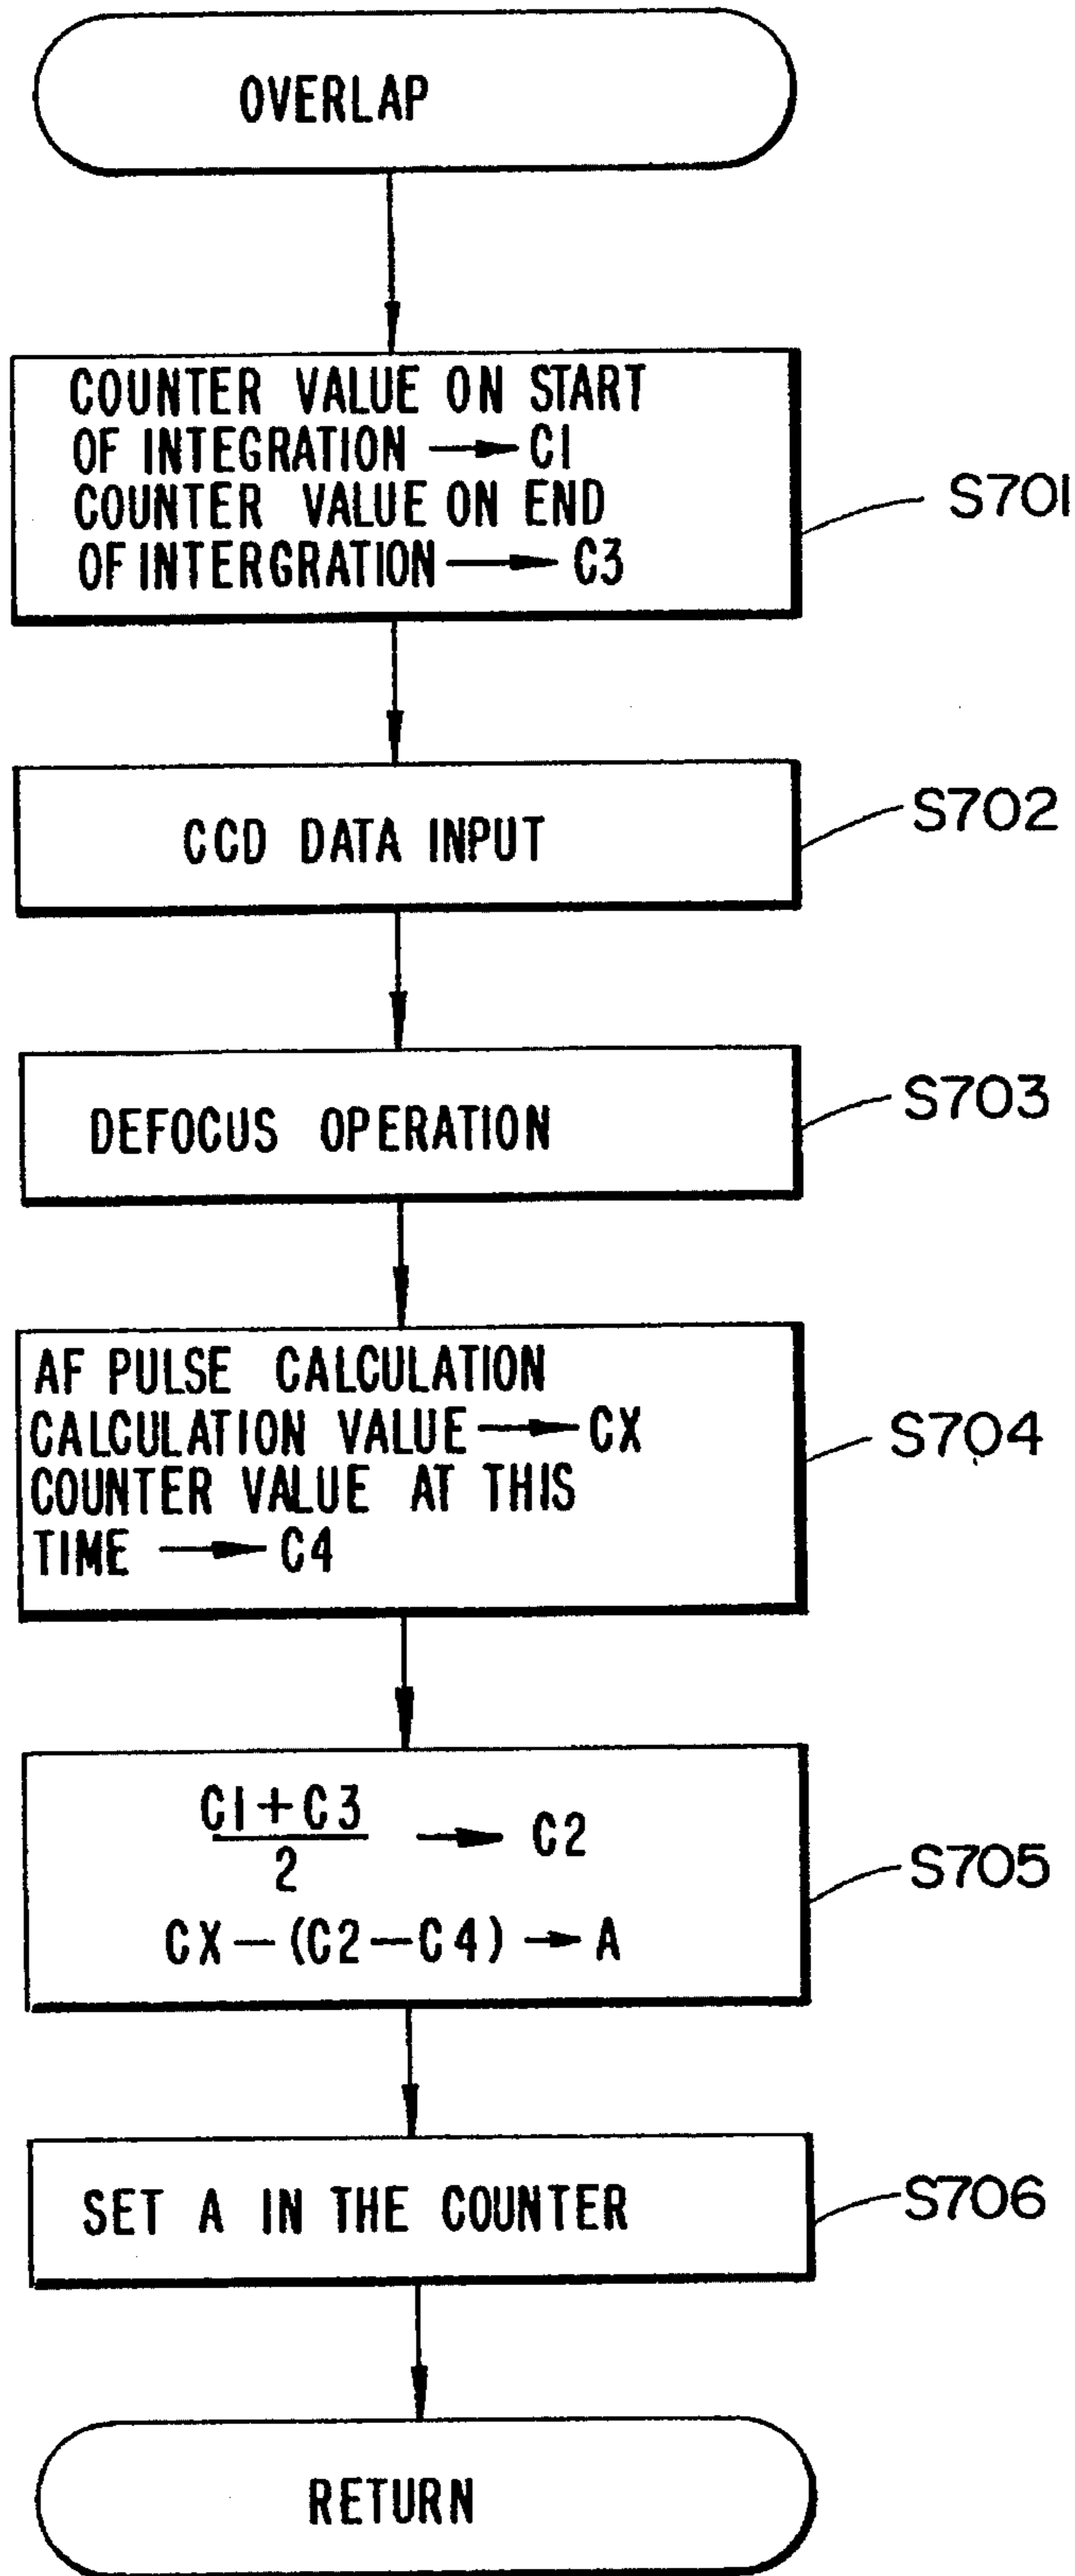 OVERLAP
COUNTER VALUE ON START
OF INTEGRATION → C1
COUNTER VALUE ON END
OF INTERGRATION → C3
S701
CCD DATA INPUT
S702
DEFOCUS OPERATION
S703
AF PULSE CALCULATION
CALCULATION VALUE → CX
COUNTER VALUE AT THIS
TIME → C4
S704
C1+C3
2
→ C2
CX-(C2-C4) → A
S705
SET A IN THE COUNTER
S706
RETURN